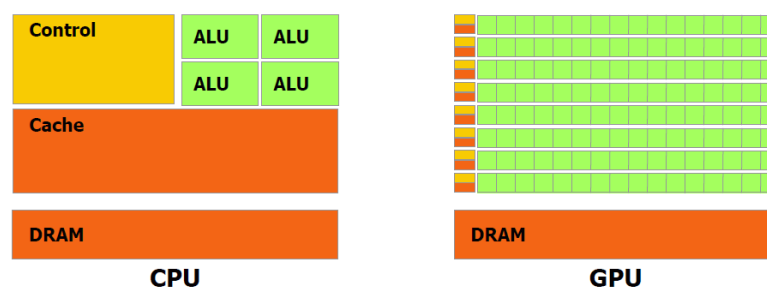 Control
ALU ALU
ALU ALU
Cache
DRAM
CPU
DRAM
GPU